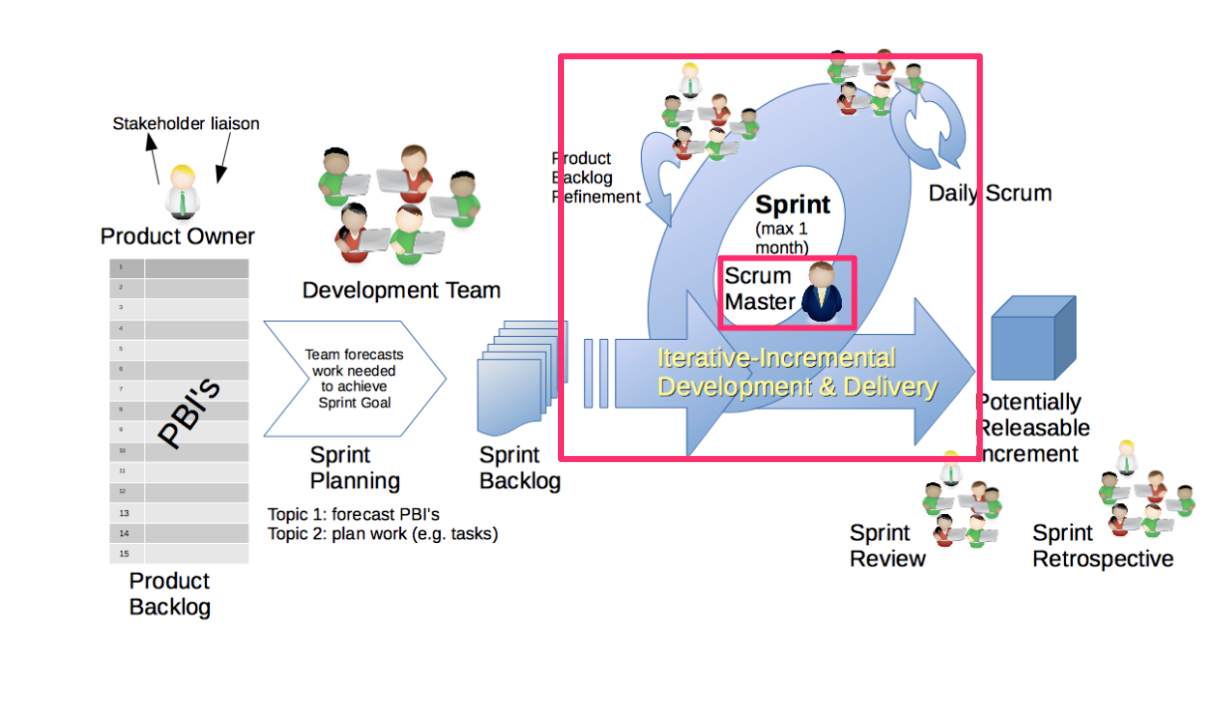 Stakeholder liaison
Product Owner
1
2
3
4
5
6
7
8
9
10
11
12
13
14
15
PBI's
Product
Backlog
Development Team
Team forecasts
work needed
to achieve
Sprint Goal
Sprint
Planning
Topic 1: forecast PBI's
Topic 2: plan work (e.g. tasks)
Sprint
Backlog
Product
Backlog
Refinement
Sprint
(max 1
month)
Scrum
Master
Iterative-Incremental
Development & Delivery
Daily Scrum
Potentially
Releasable
Increment
Sprint
Review
Sprint
Retrospective